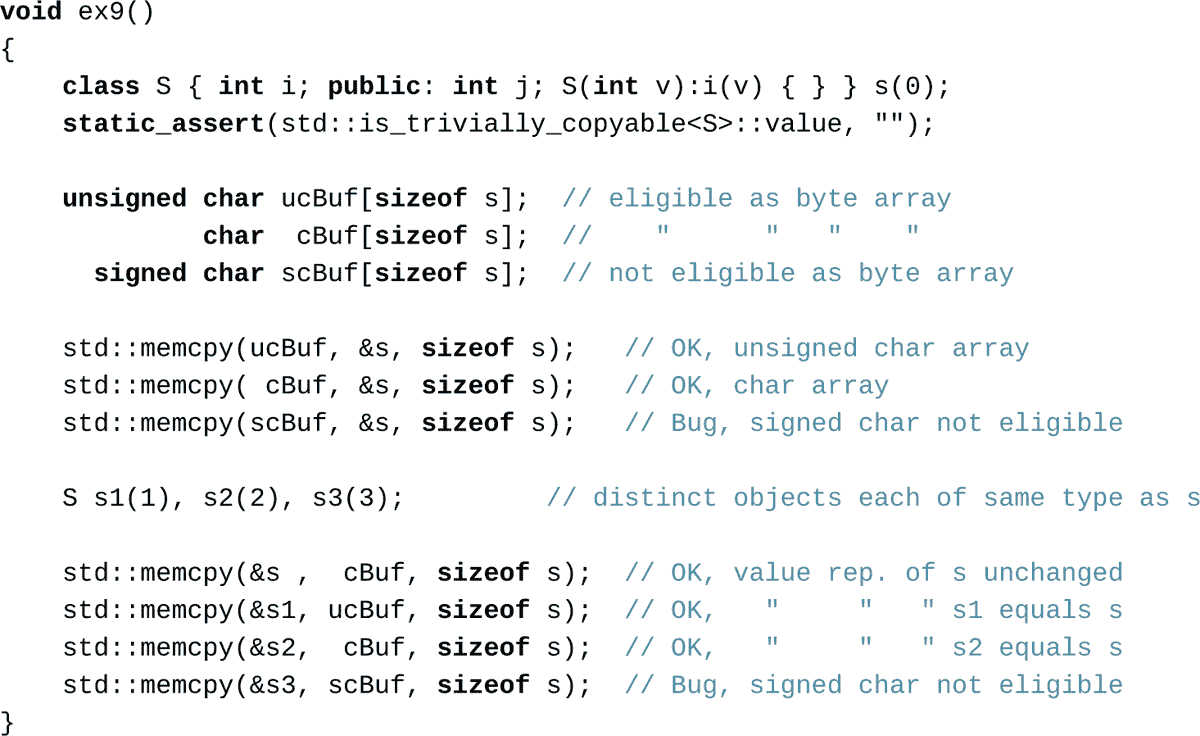 void ex9()
{
    class S { int i; public: int j; S(int v):i(v) { } } s(0);
    static_assert(std::is_trivially_copyable<S>::value, "");

    unsigned char ucBuf[sizeof s];  // eligible as byte array
             char  cBuf[sizeof s];  //    "      "   "    "
      signed char scBuf[sizeof s];  // not eligible as byte array

    std::memcpy(ucBuf, &s, sizeof s);   // OK, unsigned char array
    std::memcpy( cBuf, &s, sizeof s);   // OK, char array
    std::memcpy(scBuf, &s, sizeof s);   // Bug, signed char not eligible

    S s1(1), s2(2), s3(3);         // distinct objects each of same type as s

    std::memcpy(&s ,  cBuf, sizeof s);  // OK, value rep. of s unchanged
    std::memcpy(&s1, ucBuf, sizeof s);  // OK,   "     "   " s1 equals s
    std::memcpy(&s2,  cBuf, sizeof s);  // OK,   "     "   " s2 equals s
    std::memcpy(&s3, scBuf, sizeof s);  // Bug, signed char not eligible
}